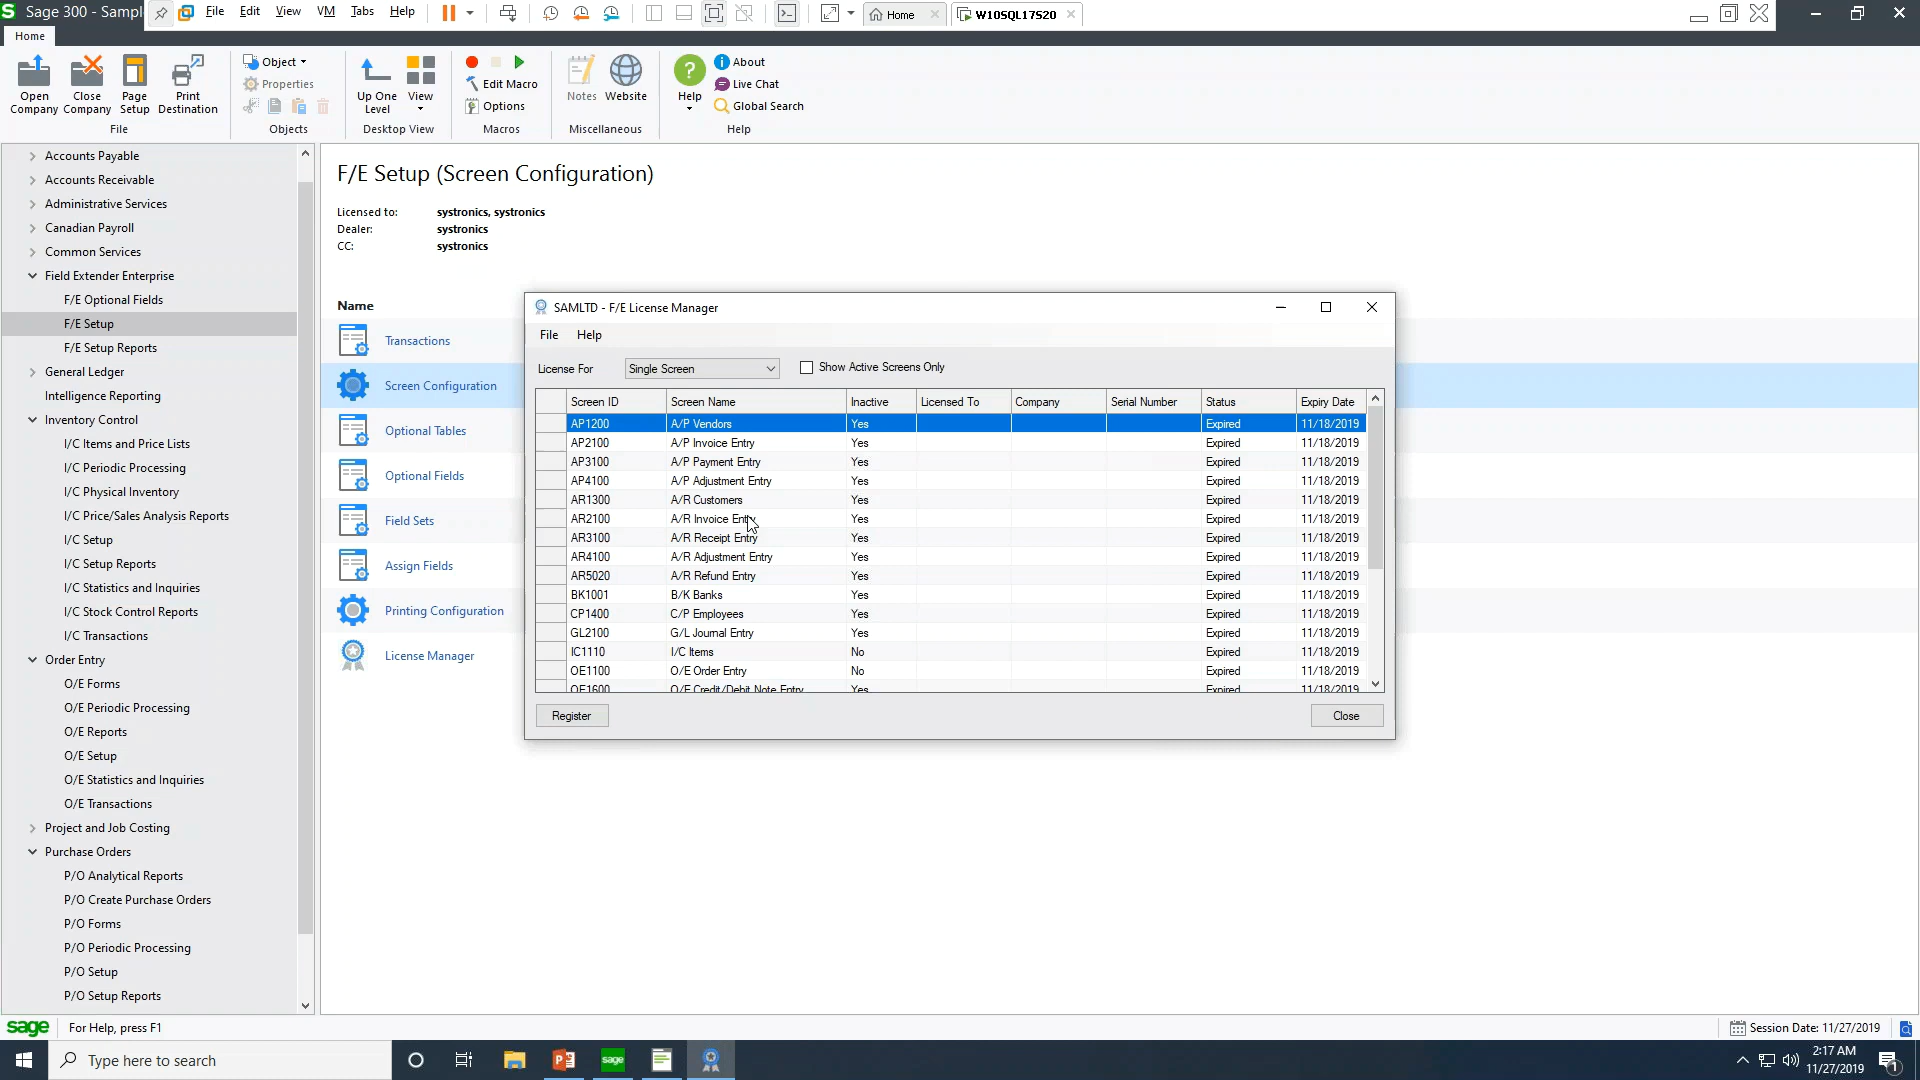 Sage 300 - Sampl
File Edit View VM Tabs Help
Home
W10SQL17S20
Home
Open Company
Close Company
Page Setup
Print Destination
File
Object
Properties
Objects
Up One Level
View
Desktop View
Edit Macro
Options
Macros
Notes
Website
Miscellaneous
Help
About
Live Chat
Global Search
Help
Accounts Payable
Accounts Receivable
Administrative Services
Canadian Payroll
Common Services
Field Extender Enterprise
F/E Optional Fields
F/E Setup
F/E Setup Reports
General Ledger
Intelligence Reporting
Inventory Control
I/C Items and Price Lists
I/C Periodic Processing
I/C Physical Inventory
I/C Price/Sales Analysis Reports
I/C Setup
I/C Setup Reports
I/C Statistics and Inquiries
I/C Stock Control Reports
I/C Transactions
Order Entry
O/E Forms
O/E Periodic Processing
O/E Reports
O/E Setup
O/E Statistics and Inquiries
O/E Transactions
Project and Job Costing
Purchase Orders
P/O Analytical Reports
P/O Create Purchase Orders
P/O Forms
P/O Periodic Processing
P/O Setup
P/O Setup Reports
F/E Setup (Screen Configuration)
Licensed to: systronics, systronics
Dealer: systronics
CC: systronics
Name
Transactions
Screen Configuration
Optional Tables
Optional Fields
Field Sets
Assign Fields
Printing Configuration
License Manager
SAMLTD - F/E License Manager
File Help
License For Single Screen Show Active Screens Only
Screen ID Screen Name Inactive Licensed To Company Serial Number Status Expiry Date
AP1200 A/P Vendors Yes Expired 11/18/2019
AP2100 A/P Invoice Entry Yes Expired 11/18/2019
AP3100 A/P Payment Entry Yes Expired 11/18/2019
AP4100 A/P Adjustment Entry Yes Expired 11/18/2019
AR1300 A/R Customers Yes Expired 11/18/2019
AR2100 A/R Invoice Entry Yes Expired 11/18/2019
AR3100 A/R Receipt Entry Yes Expired 11/18/2019
AR4100 A/R Adjustment Entry Yes Expired 11/18/2019
AR5020 A/R Refund Entry Yes Expired 11/18/2019
BK1001 B/K Banks Yes Expired 11/18/2019
CP1400 C/P Employees Yes Expired 11/18/2019
GL2100 G/L Journal Entry Yes Expired 11/18/2019
IC1110 I/C Items No Expired 11/18/2019
OE1100 O/E Order Entry No Expired 11/18/2019
OE1600 O/E Credit/Debit Note Entry Yes Expired 11/18/2019
Register Close
sage For Help, press F1
Session Date: 11/27/2019
Type here to search
sage
2:17 AM
11/27/2019
1